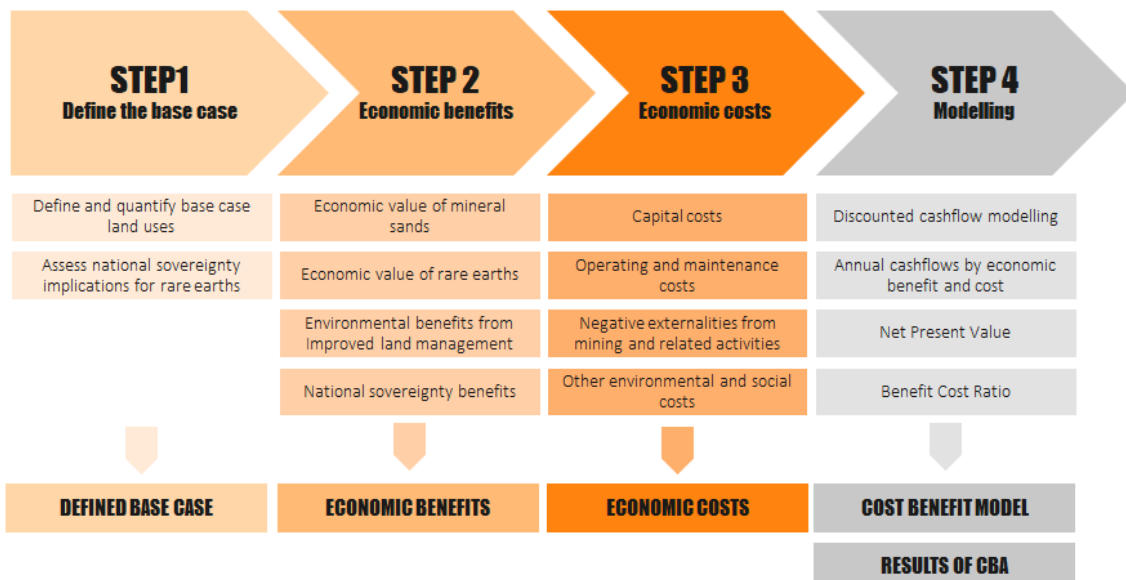 STEP1
Define the base case
STEP 2
Economic benefits
STEP 3
Economic costs
STEP 4
Modelling
Define and quantify base case
land uses
Assess national sovereignty
implications for rare earths
Economic value of mineral
sands
Economic value of rare earths
Environmental benefits from
Improved land management
National sovereignty benefits
Capital costs
Operating and maintenance
costs
Negative externalities from
mining and related activities
Other environmental and social
costs
Discounted cashflow modelling
Annual cashflows by economic
benefit and cost
Net Present Value
Benefit Cost Ratio
DEFINED BASE CASE
ECONOMIC BENEFITS
ECONOMIC COSTS
COST BENEFIT MODEL
RESULTS OF CBA